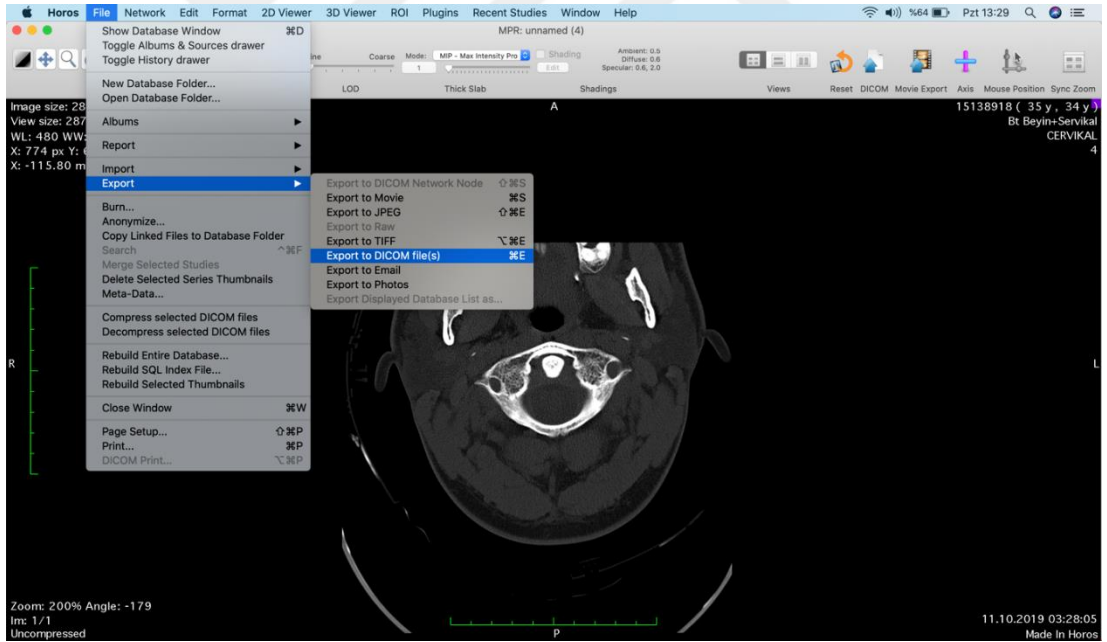 Horos File Network Edit Format 2D Viewer 3D Viewer ROI Plugins Recent Studies Window Help %64 Pzt 13:29
MPR: unnamed (4)
Coarse Mode: MIP - Max Intensity Pro Shading Ambient: 0.5
Diffuse: 0.6
Edit Specular: 0.6, 2.0
1
LOD Thick Slab Shadings Views Reset DICOM Movie Export Axis Mouse Position Sync Zoom
Show Database Window ⌘D
Toggle Albums & Sources drawer
Toggle History drawer
New Database Folder...
Open Database Folder...
Albums
Report
Import
Export
Burn...
Anonymize...
Copy Linked Files to Database Folder
Search ^⌘F
Merge Selected Studies
Delete Selected Series Thumbnails
Meta-Data...
Compress selected DICOM files
Decompress selected DICOM files
Rebuild Entire Database...
Rebuild SQL Index File...
Rebuild Selected Thumbnails
Close Window ⌘W
Page Setup... ⇧⌘P
Print... ⌘P
DICOM Print... ⌥⌘P
Export to DICOM Network Node ⇧⌘S
Export to Movie ⌘S
Export to JPEG ⇧⌘E
Export to Raw
Export to TIFF ⌥⌘E
Export to DICOM file(s) ⌘E
Export to Email
Export to Photos
Export Displayed Database List as...
Image size: 28
View size: 287
WL: 480 WW:
X: 774 px Y:
X: -115.80 m
A
15138918 ( 35 y, 34 y )
Bt Beyin+Servikal
CERVIKAL
4
R
L
Zoom: 200% Angle: -179
Im: 1/1
Uncompressed
P
11.10.2019 03:28:05
Made In Horos